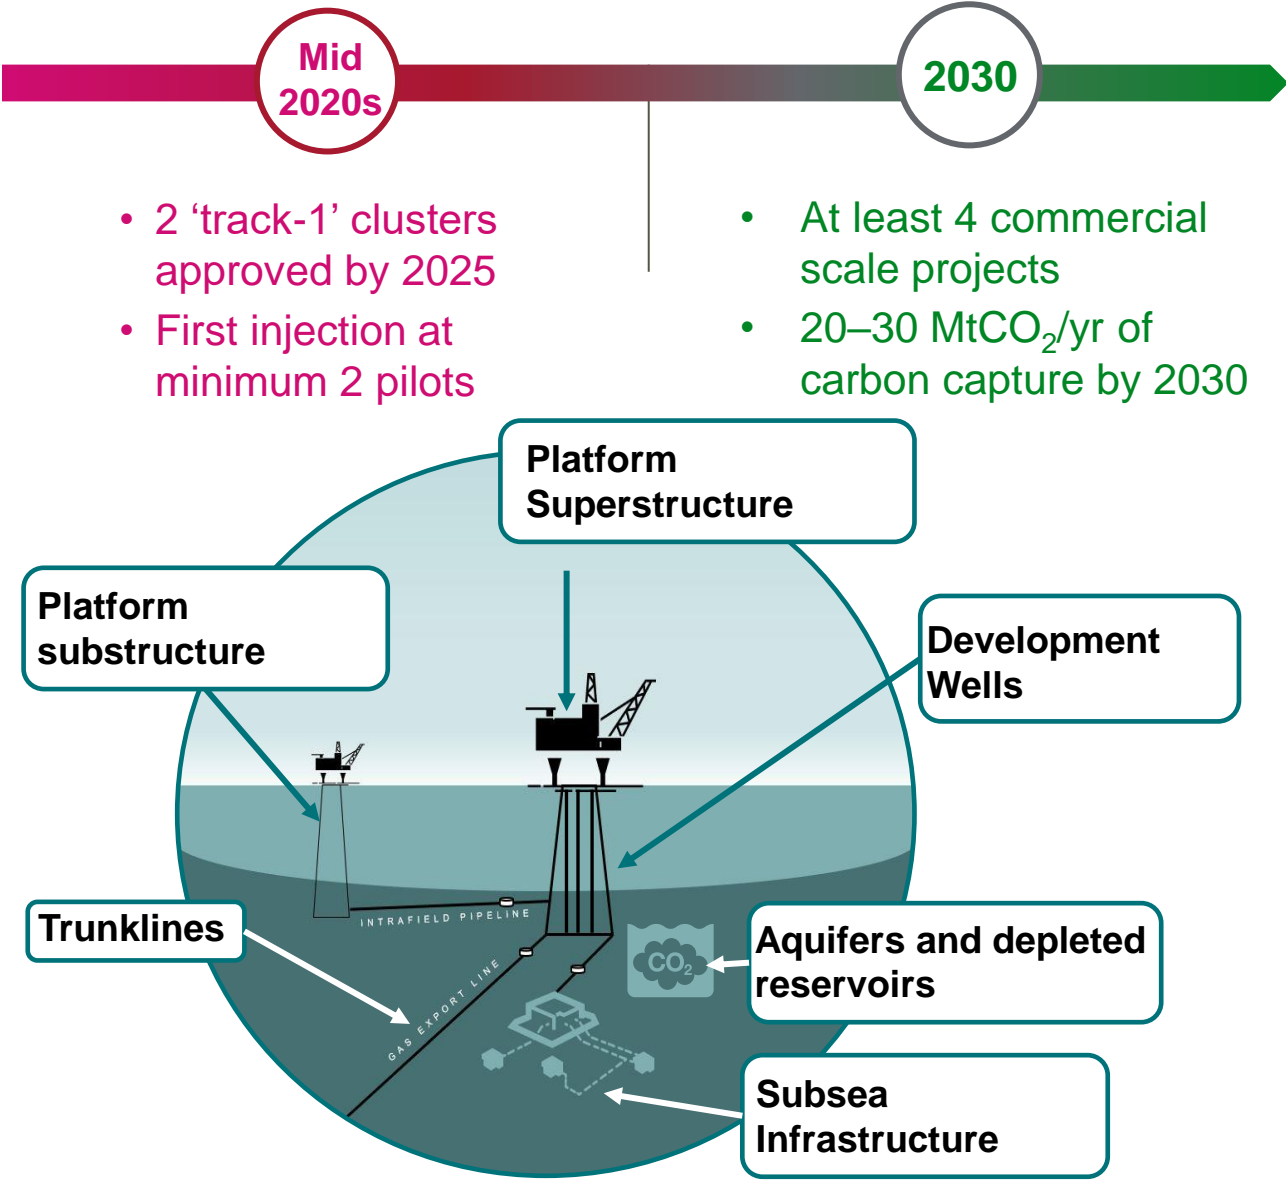 Mid
2020s
2030
• 2 ‘track-1’ clusters
approved by 2025
• First injection at
minimum 2 pilots
• At least 4 commercial
scale projects
• 20–30 MtCO₂/yr of
carbon capture by 2030
Platform
Superstructure
Platform
substructure
Development
Wells
Trunklines
INTRAFIELD PIPELINE
GAS EXPORT LINE
CO₂
Aquifers and depleted
reservoirs
Subsea
Infrastructure